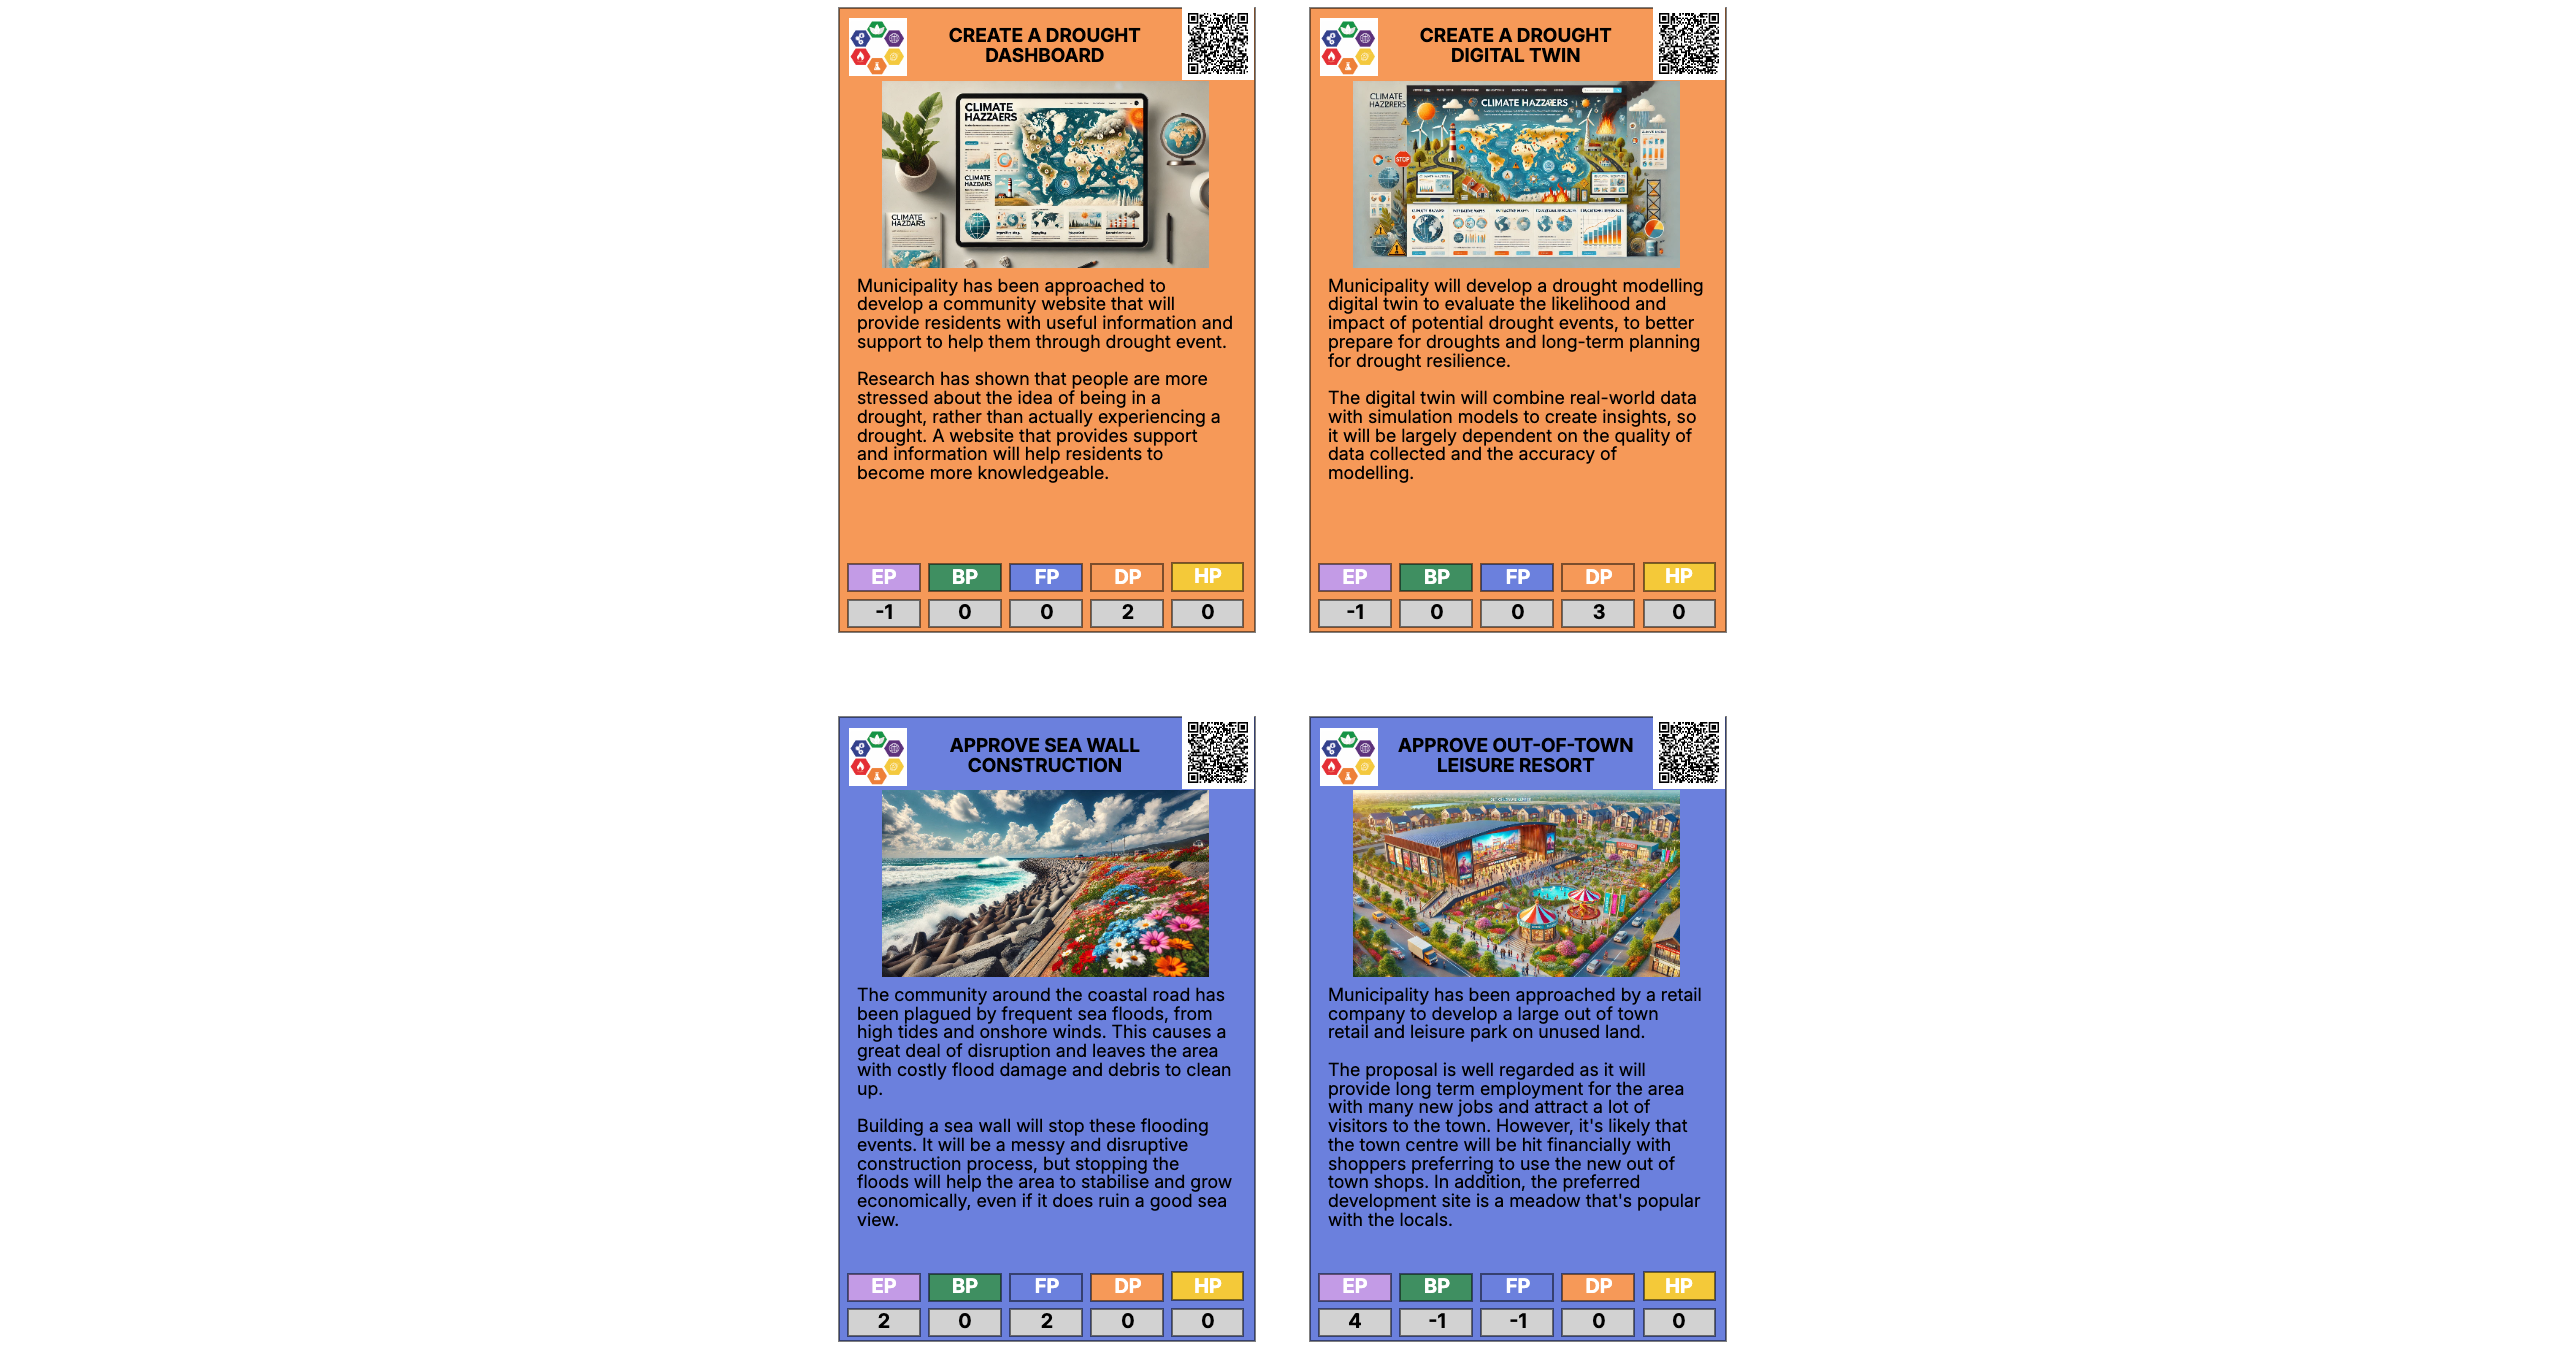 CREATE A DROUGHT
DASHBOARD
CLIMATE
HAZZAERS
CLIMATE
HAZDARS
CLIMATE
HAZDAARS
Municipality has been approached to
develop a community website that will
provide residents with useful information and
support to help them through drought event.
Research has shown that people are more
stressed about the idea of being in a
drought, rather than actually experiencing a
drought. A website that provides support
and information will help residents to
become more knowledgeable.
EP BP FP DP HP
-1 0 0 2 0
CREATE A DROUGHT
DIGITAL TWIN
CLIMATE
CLIMATE HAZZARERS
STOP
Municipality will develop a drought modelling
digital twin to evaluate the likelihood and
impact of potential drought events, to better
prepare for droughts and long-term planning
for drought resilience.
The digital twin will combine real-world data
with simulation models to create insights, so
it will be largely dependent on the quality of
data collected and the accuracy of
modelling.
EP BP FP DP HP
-1 0 0 3 0
APPROVE SEA WALL
CONSTRUCTION
The community around the coastal road has
been plagued by frequent sea floods, from
high tides and onshore winds. This causes a
great deal of disruption and leaves the area
with costly flood damage and debris to clean
up.
Building a sea wall will stop these flooding
events. It will be a messy and disruptive
construction process, but stopping the
floods will help the area to stabilise and grow
economically, even if it does ruin a good sea
view.
EP BP FP DP HP
2 0 2 0 0
APPROVE OUT-OF-TOWN
LEISURE RESORT
Municipality has been approached by a retail
company to develop a large out of town
retail and leisure park on unused land.
The proposal is well regarded as it will
provide long term employment for the area
with many new jobs and attract a lot of
visitors to the town. However, it's likely that
the town centre will be hit financially with
shoppers preferring to use the new out of
town shops. In addition, the preferred
development site is a meadow that's popular
with the locals.
EP BP FP DP HP
4 -1 -1 0 0